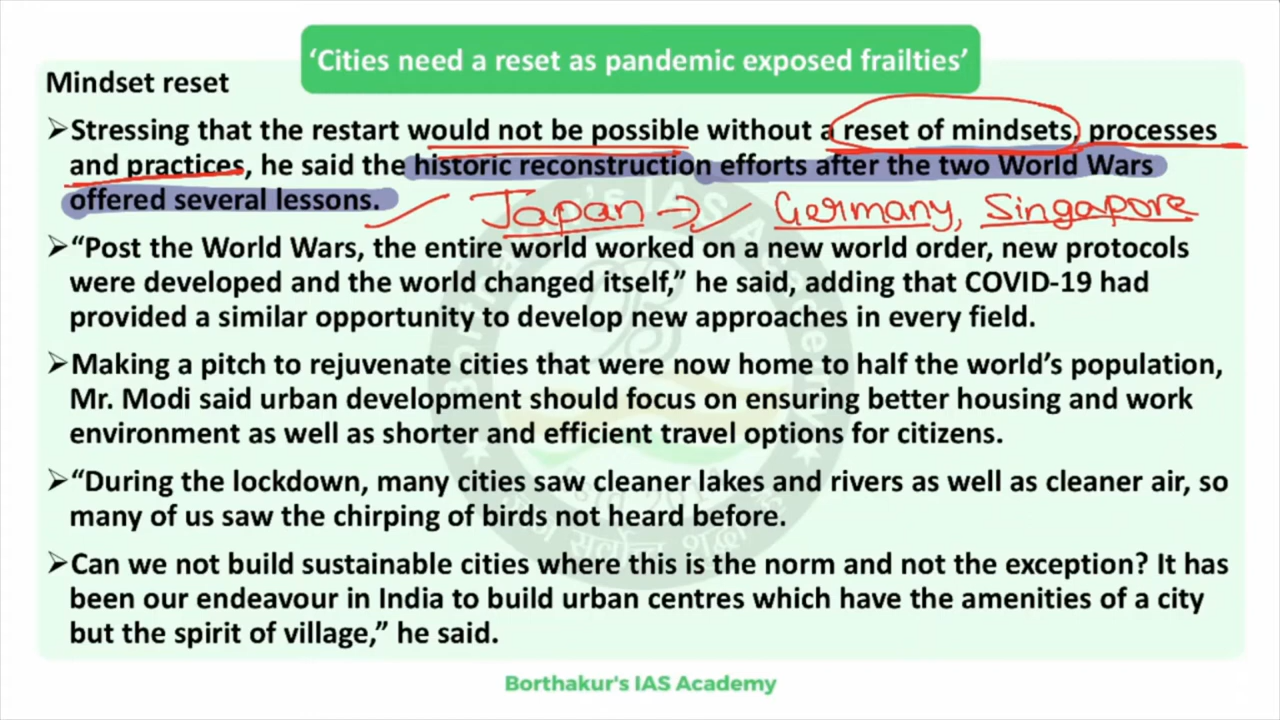 ‘Cities need a reset as pandemic exposed frailties’
Mindset reset
➢Stressing that the restart would not be possible without a reset of mindsets, processes
and practices, he said the historic reconstruction efforts after the two World Wars
offered several lessons.
Japan → Germany, Singapore
➢“Post the World Wars, the entire world worked on a new world order, new protocols
were developed and the world changed itself,” he said, adding that COVID-19 had
provided a similar opportunity to develop new approaches in every field.
➢Making a pitch to rejuvenate cities that were now home to half the world’s population,
Mr. Modi said urban development should focus on ensuring better housing and work
environment as well as shorter and efficient travel options for citizens.
➢“During the lockdown, many cities saw cleaner lakes and rivers as well as cleaner air, so
many of us saw the chirping of birds not heard before.
➢Can we not build sustainable cities where this is the norm and not the exception? It has
been our endeavour in India to build urban centres which have the amenities of a city
but the spirit of village,” he said.
Borthakur's IAS Academy